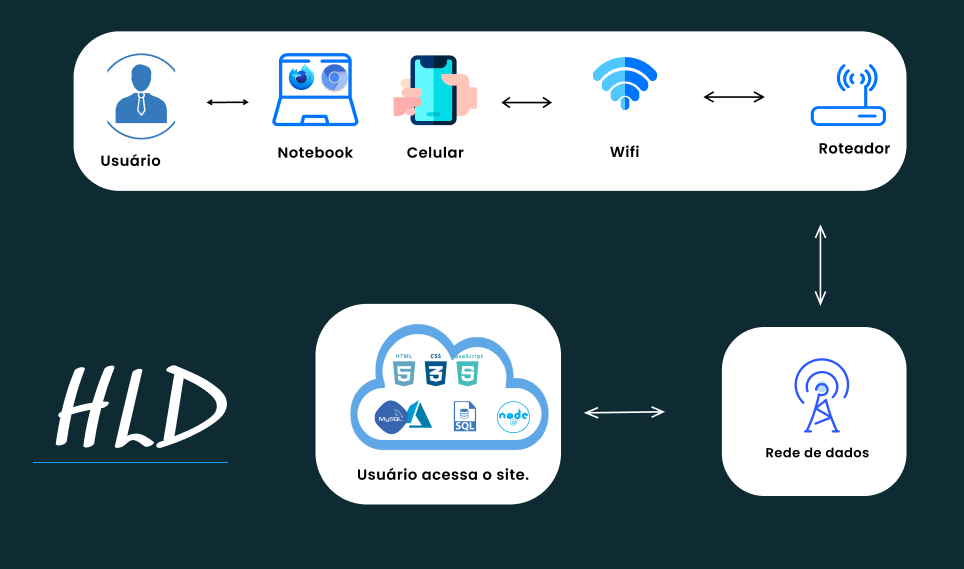 Usuário
Notebook
Celular
Wifi
Roteador
HTML CSS JavaScript
MySQL
SQL
node
Usuário acessa o site.
HLD
Rede de dados